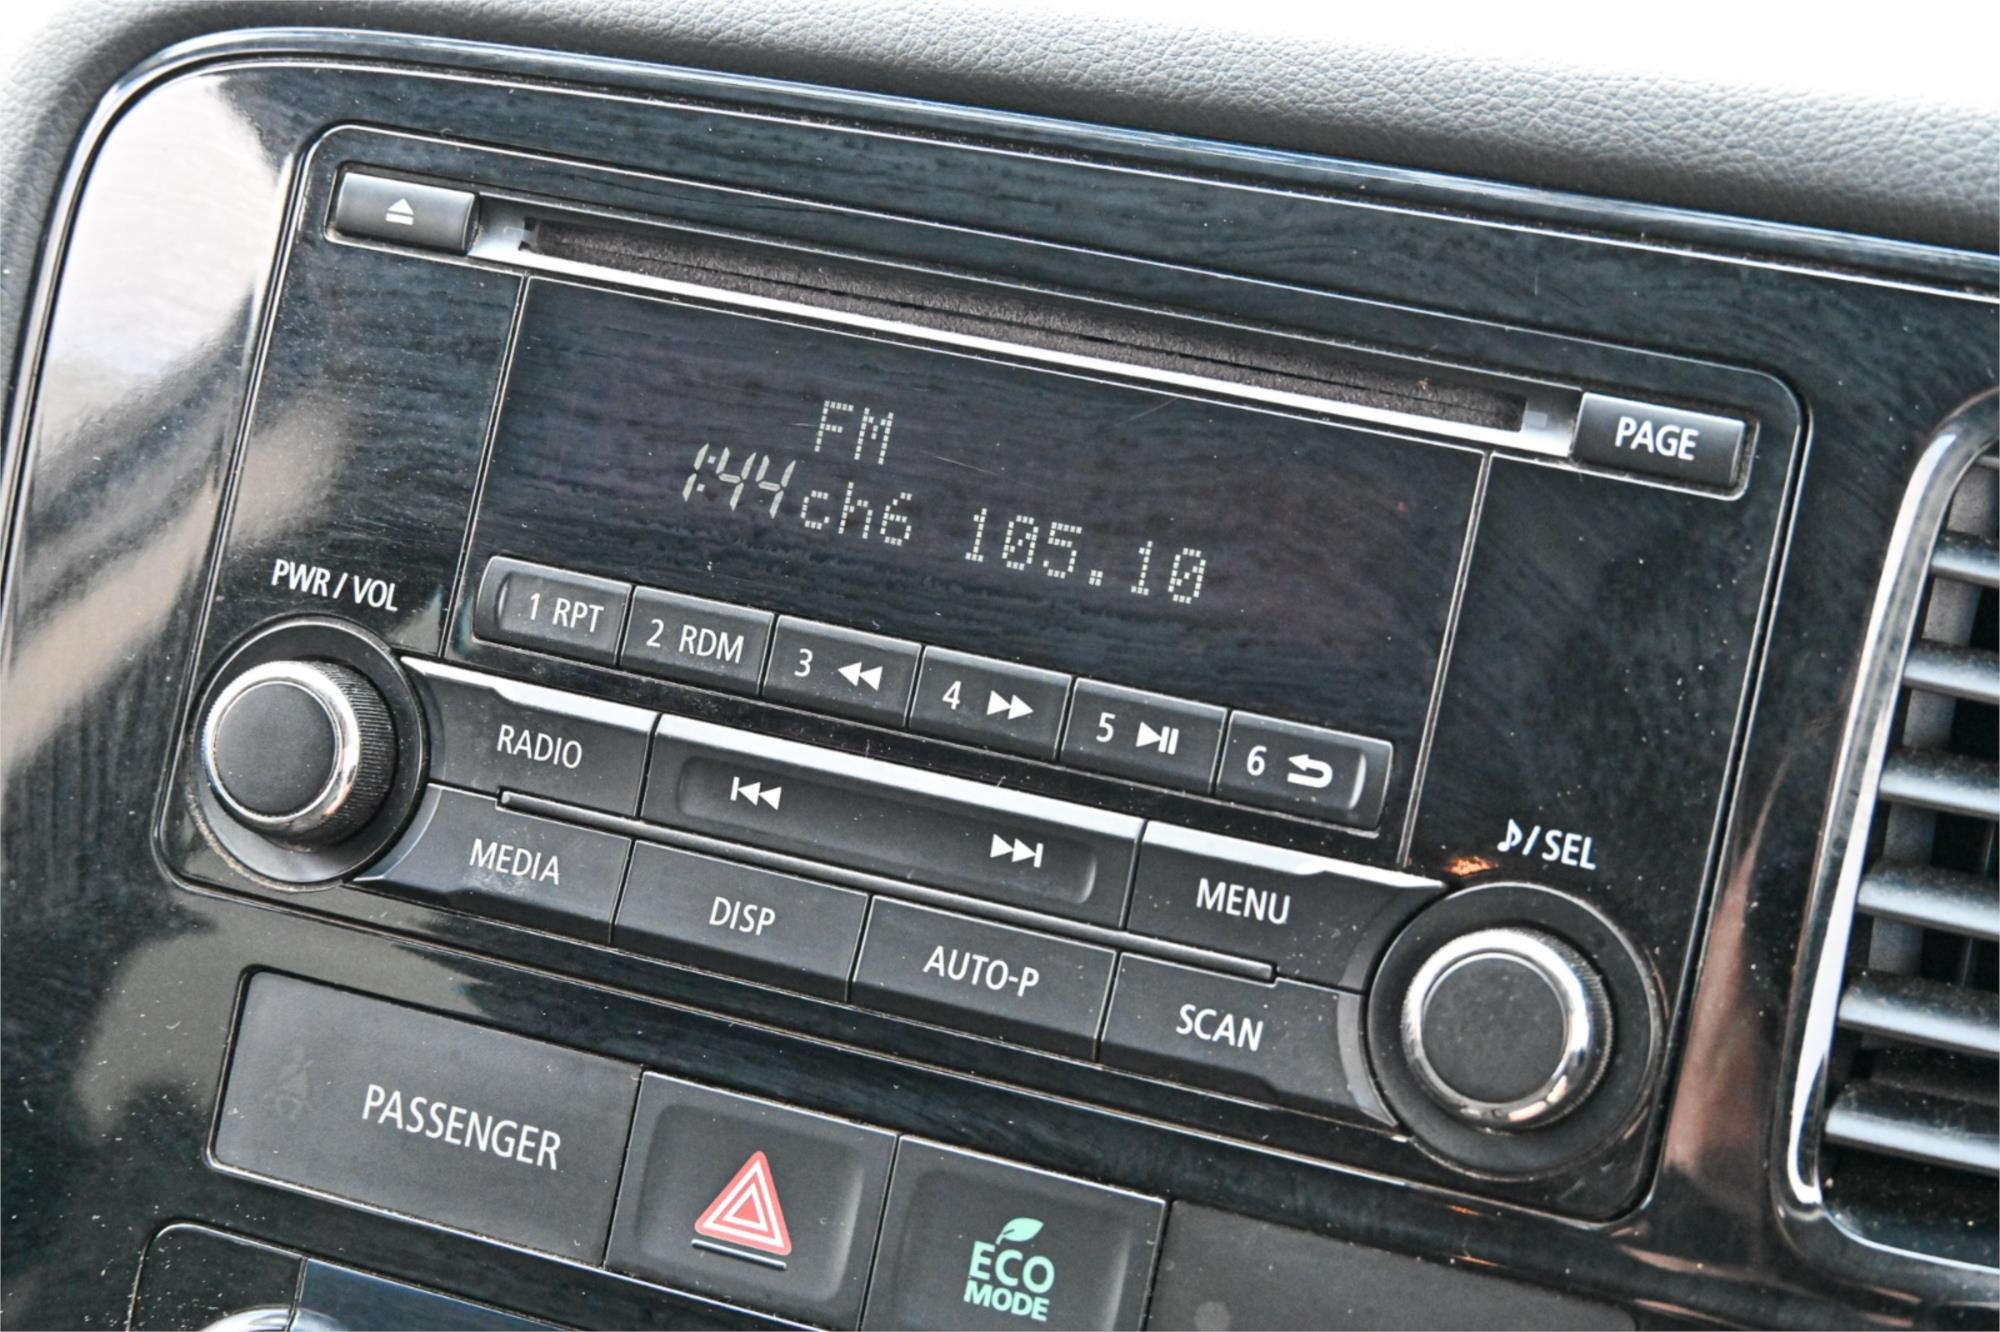 PAGE
FM
1:44 ch6 105.10
PWR / VOL
1 RPT 2 RDM 3 4 5 6
RADIO
♪/ SEL
MEDIA
MENU
DISP
AUTO-P
SCAN
PASSENGER
ECO
MODE